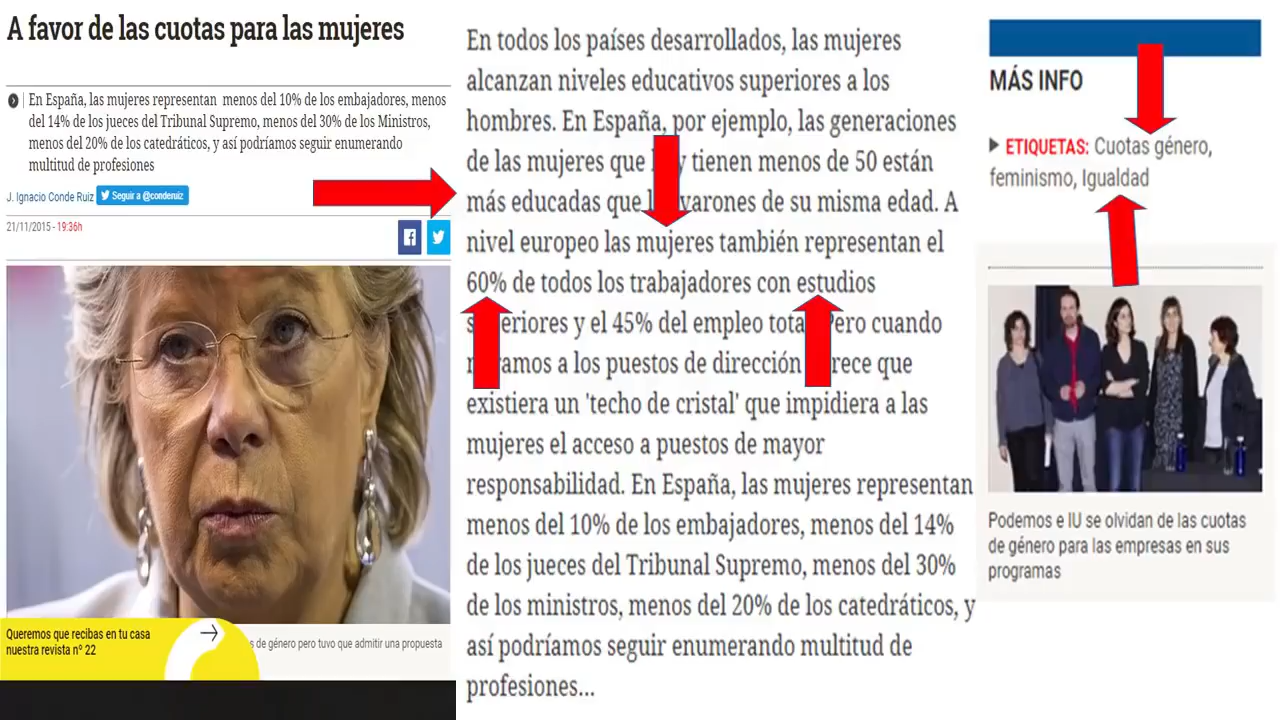 A favor de las cuotas para las mujeres
En España, las mujeres representan menos del 10% de los embajadores, menos
del 14% de los jueces del Tribunal Supremo, menos del 30% de los Ministros,
menos del 20% de los catedráticos, y así podríamos seguir enumerando
multitud de profesiones
J. Ignacio Conde Ruiz Seguir a @conderuiz
21/11/2015 - 19:36h
Queremos que recibas en tu casa
nuestra revista nº 22
de género pero tuvo que admitir una propuesta
En todos los países desarrollados, las mujeres
alcanzan niveles educativos superiores a los
hombres. En España, por ejemplo, las generaciones
de las mujeres que tienen menos de 50 están
más educadas que varones de su misma edad. A
nivel europeo las mujeres también representan el
60% de todos los trabajadores con estudios
y el 45% del empleo Pero cuando
a los puestos de dirección que
existiera un 'techo de cristal' que impidiera a las
mujeres el acceso a puestos de mayor
responsabilidad. En España, las mujeres representan
menos del 10% de los embajadores, menos del 14%
de los jueces del Tribunal Supremo, menos del 30%
de los ministros, menos del 20% de los catedráticos, y
así podríamos seguir enumerando multitud de
profesiones...
MÁS INFO
ETIQUETAS: Cuotas género,
feminismo, Igualdad
Podemos e IU se olvidan de las cuotas
de género para las empresas en sus
programas